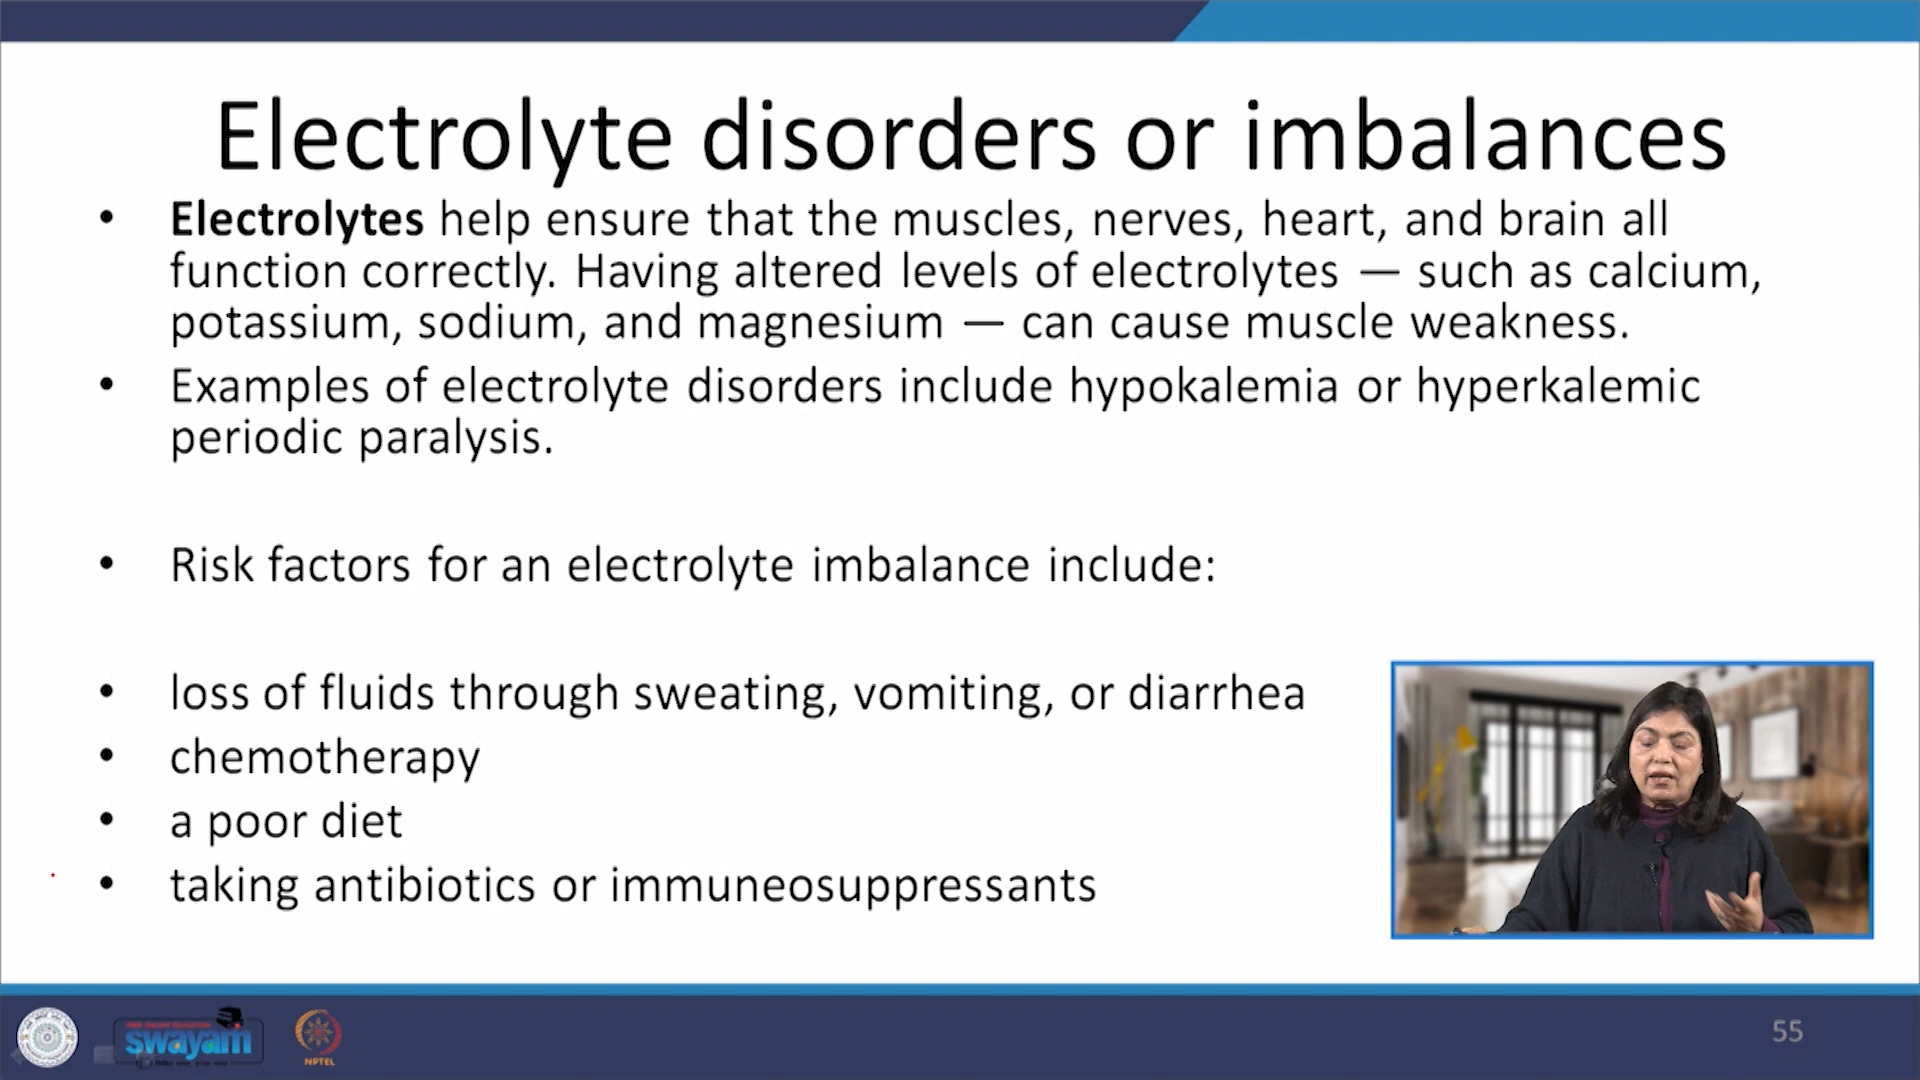 Electrolyte disorders or imbalances
• Electrolytes help ensure that the muscles, nerves, heart, and brain all
function correctly. Having altered levels of electrolytes — such as calcium,
potassium, sodium, and magnesium — can cause muscle weakness.
• Examples of electrolyte disorders include hypokalemia or hyperkalemic
periodic paralysis.
• Risk factors for an electrolyte imbalance include:
• loss of fluids through sweating, vomiting, or diarrhea
• chemotherapy
• a poor diet
• taking antibiotics or immuneosuppressants
swayam
NPTEL
55